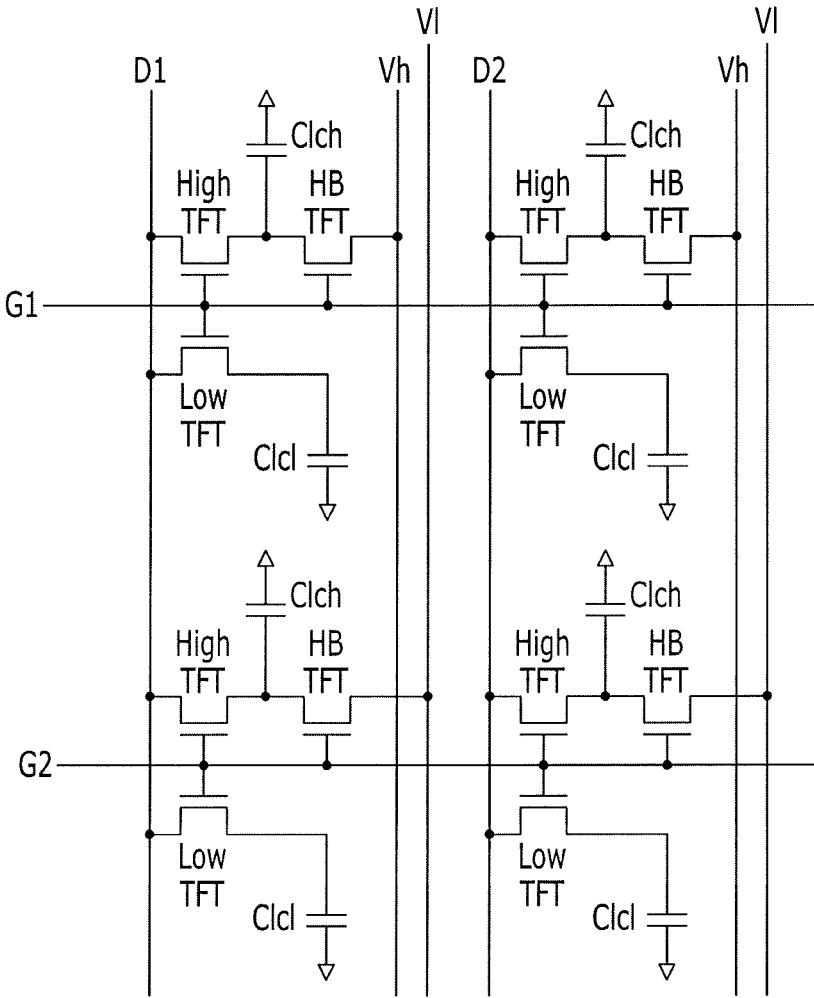 Vl Vl
D1 Vh D2 Vh
Clch Clch
High HB High HB
TFT TFT TFT TFT
G1
Low Low
TFT TFT
Clcl Clcl
Clch Clch
High HB High HB
TFT TFT TFT TFT
G2
Low Low
TFT TFT
Clcl Clcl